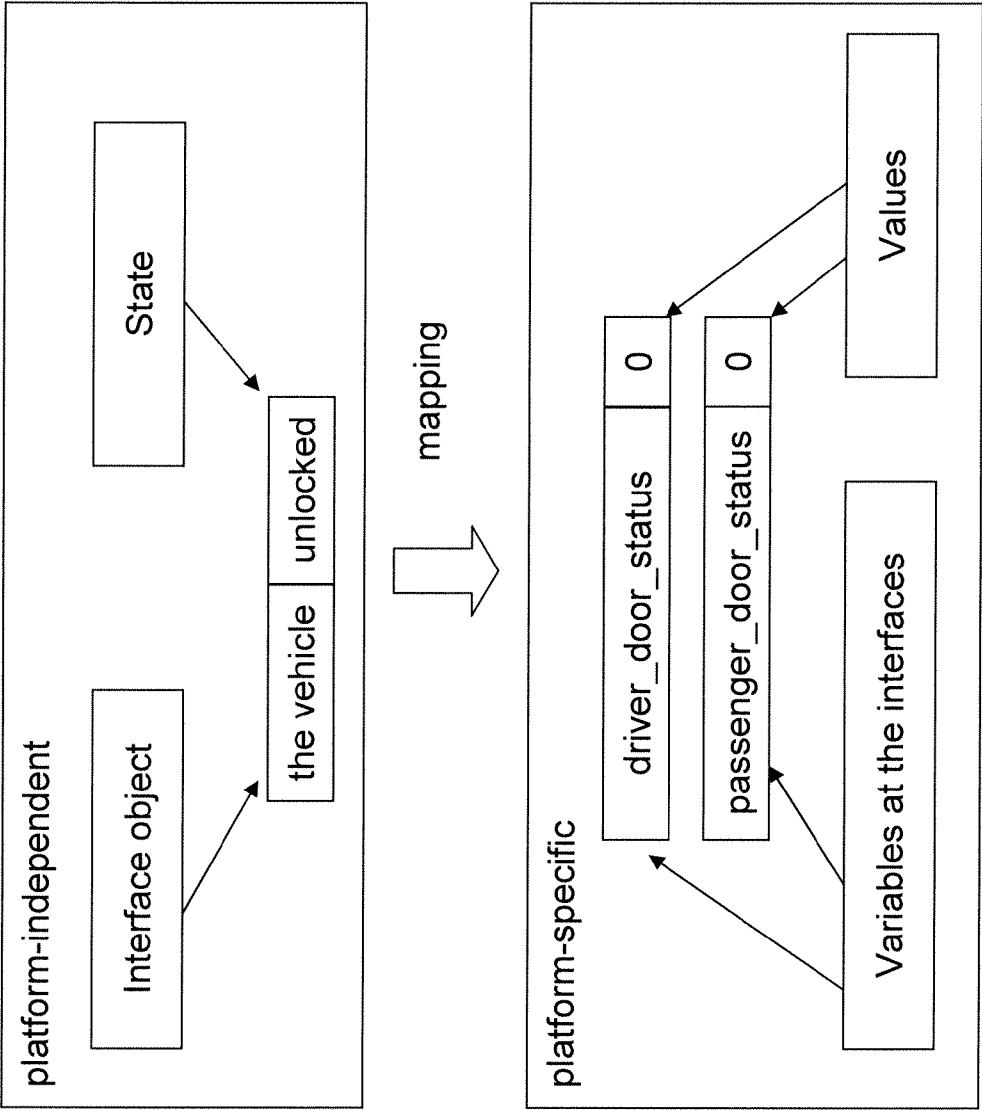 platform-independent
Interface object
State
the vehicle
unlocked
mapping
platform-specific
driver_door_status
0
passenger_door_status
0
Variables at the interfaces
Values